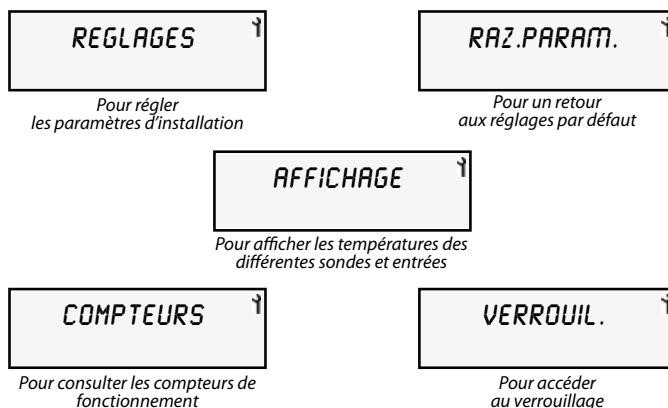 REGLAGES
Pour régler
les paramètres d'installation
RAZ.PARAM.
Pour un retour
aux réglages par défaut
AFFICHAGE
Pour afficher les températures des
différentes sondes et entrées
COMPTEURS
Pour consulter les compteurs de
fonctionnement
VERROUIL.
Pour accéder
au verrouillage